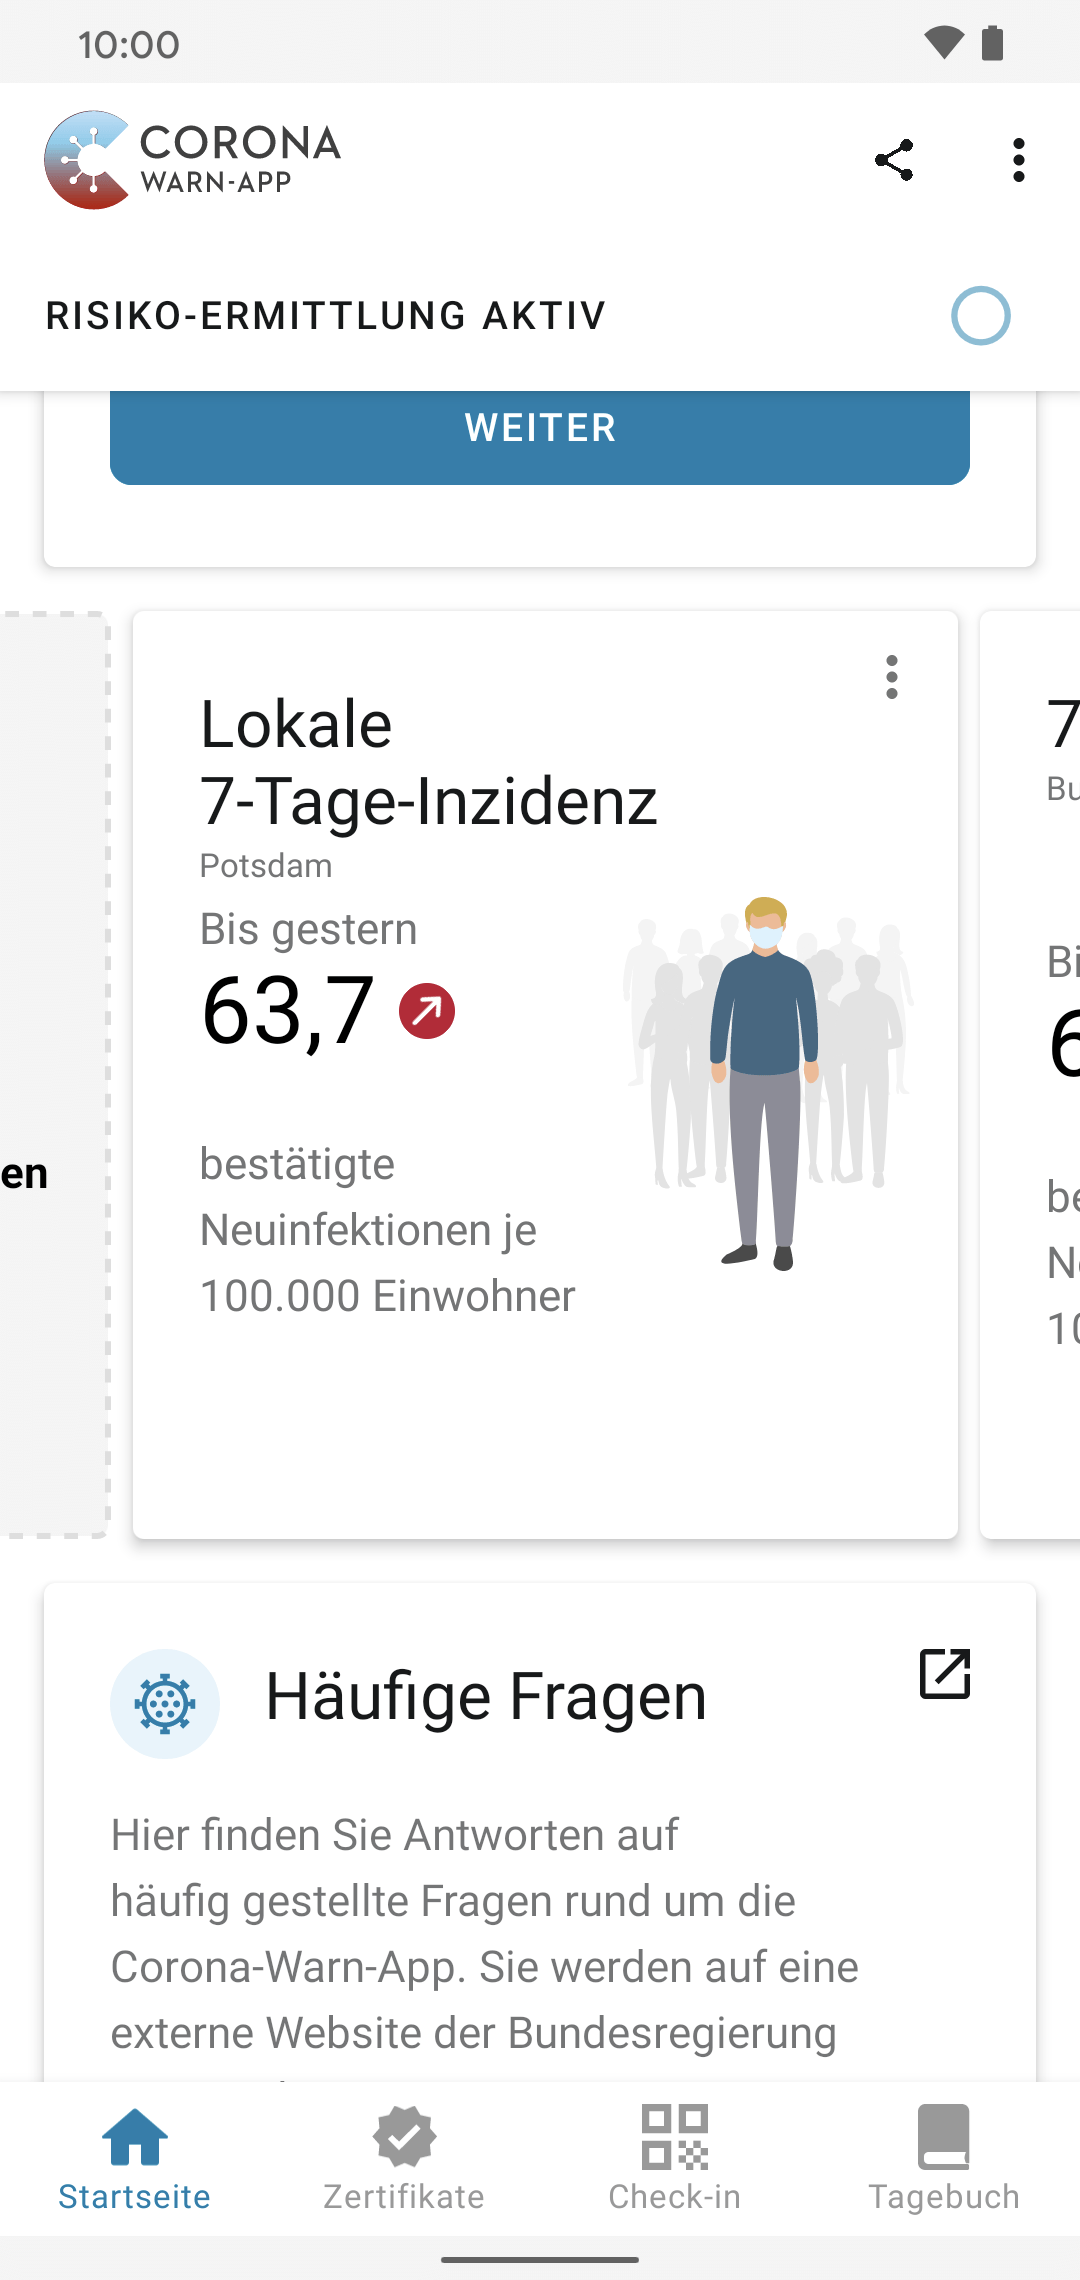 10:00
CORONA
WARN-APP
RISIKO-ERMITTLUNG AKTIV
WEITER
en
Lokale
7-Tage-Inzidenz
Potsdam
Bis gestern
63,7
bestätigte
Neuinfektionen je
100.000 Einwohner
7
Bu
Bi
6
be
Ne
10
Häufige Fragen
Hier finden Sie Antworten auf
häufig gestellte Fragen rund um die
Corona-Warn-App. Sie werden auf eine
externe Website der Bundesregierung
Startseite
Zertifikate
Check-in
Tagebuch